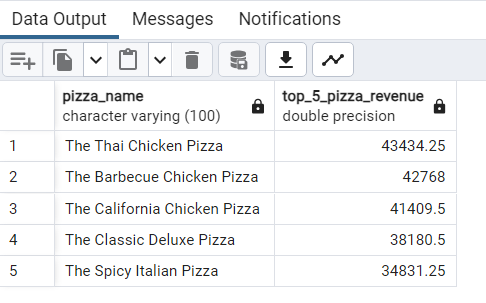 Data Output Messages Notifications
pizza_name top_5_pizza_revenue
character varying (100) double precision
1 The Thai Chicken Pizza 43434.25
2 The Barbecue Chicken Pizza 42768
3 The California Chicken Pizza 41409.5
4 The Classic Deluxe Pizza 38180.5
5 The Spicy Italian Pizza 34831.25